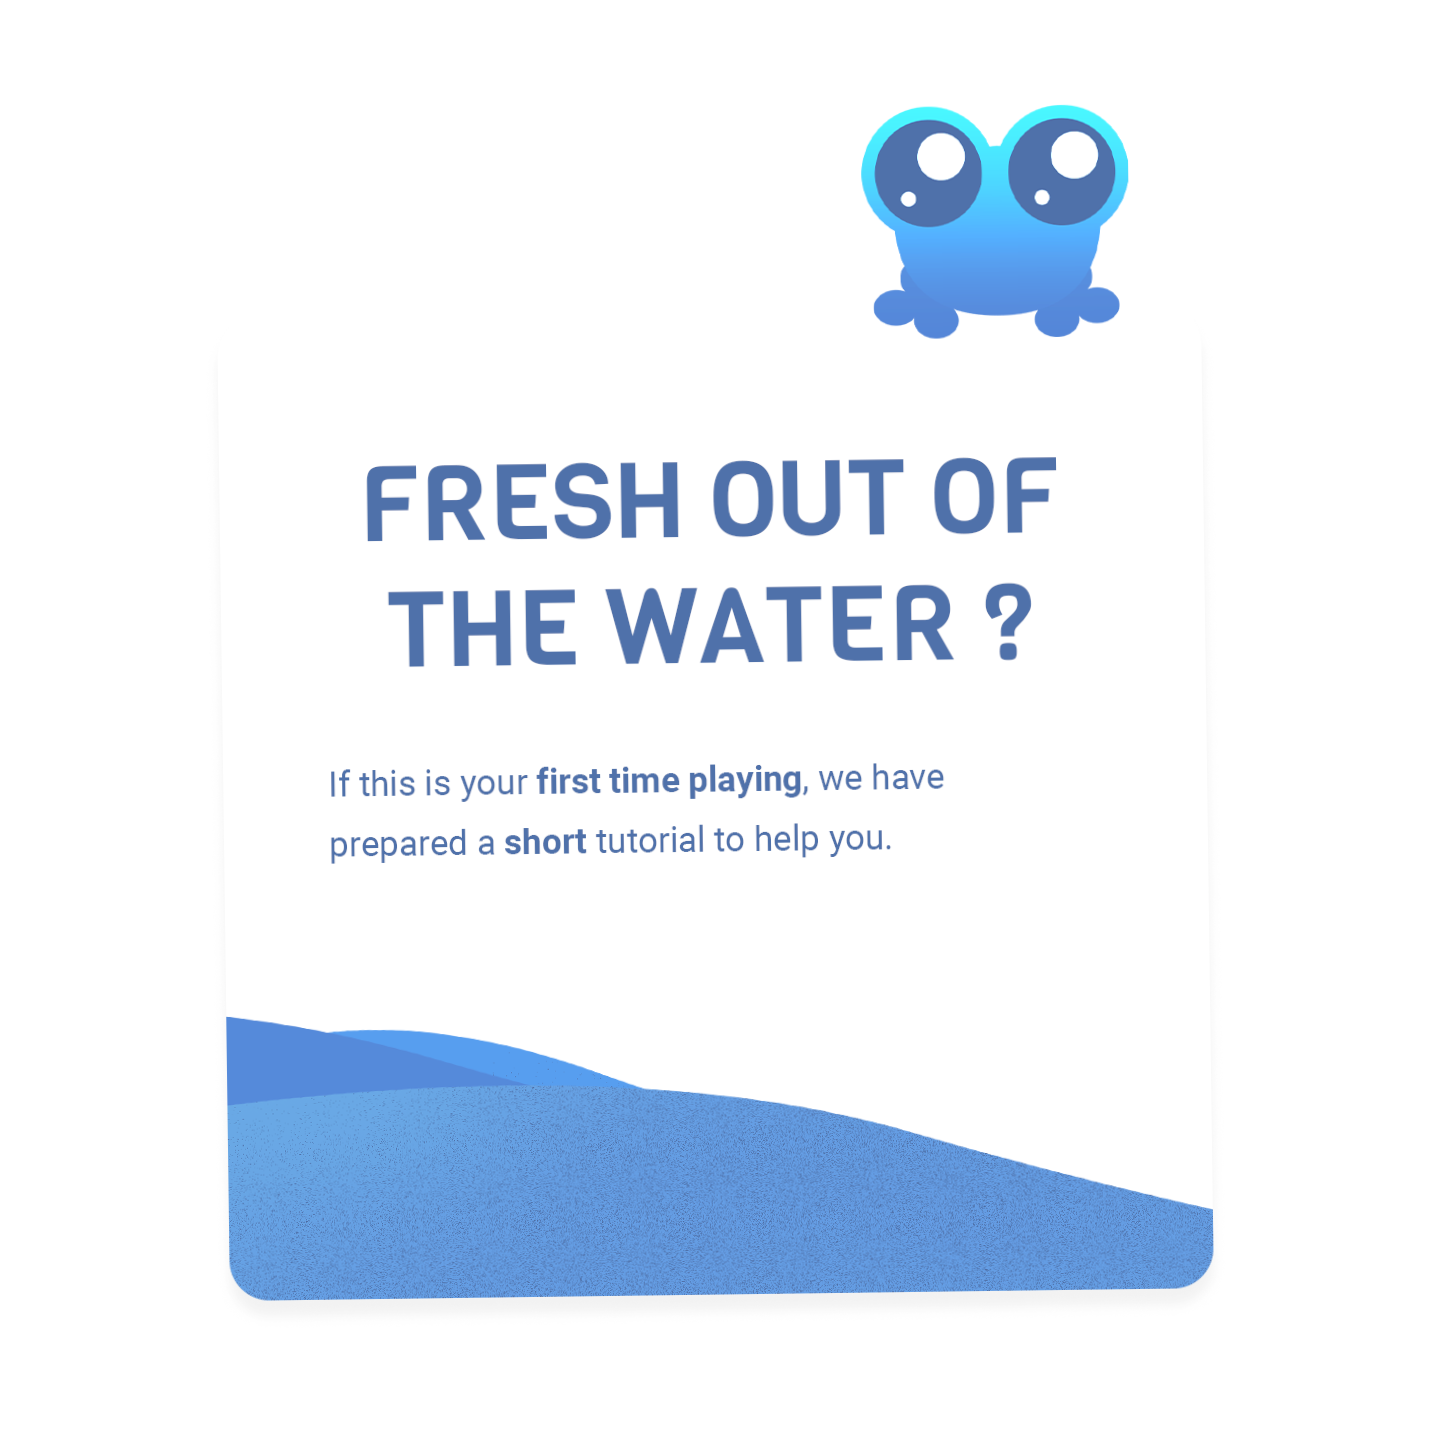 FRESH OUT OF
THE WATER ?
If this is your first time playing, we have
prepared a short tutorial to help you.